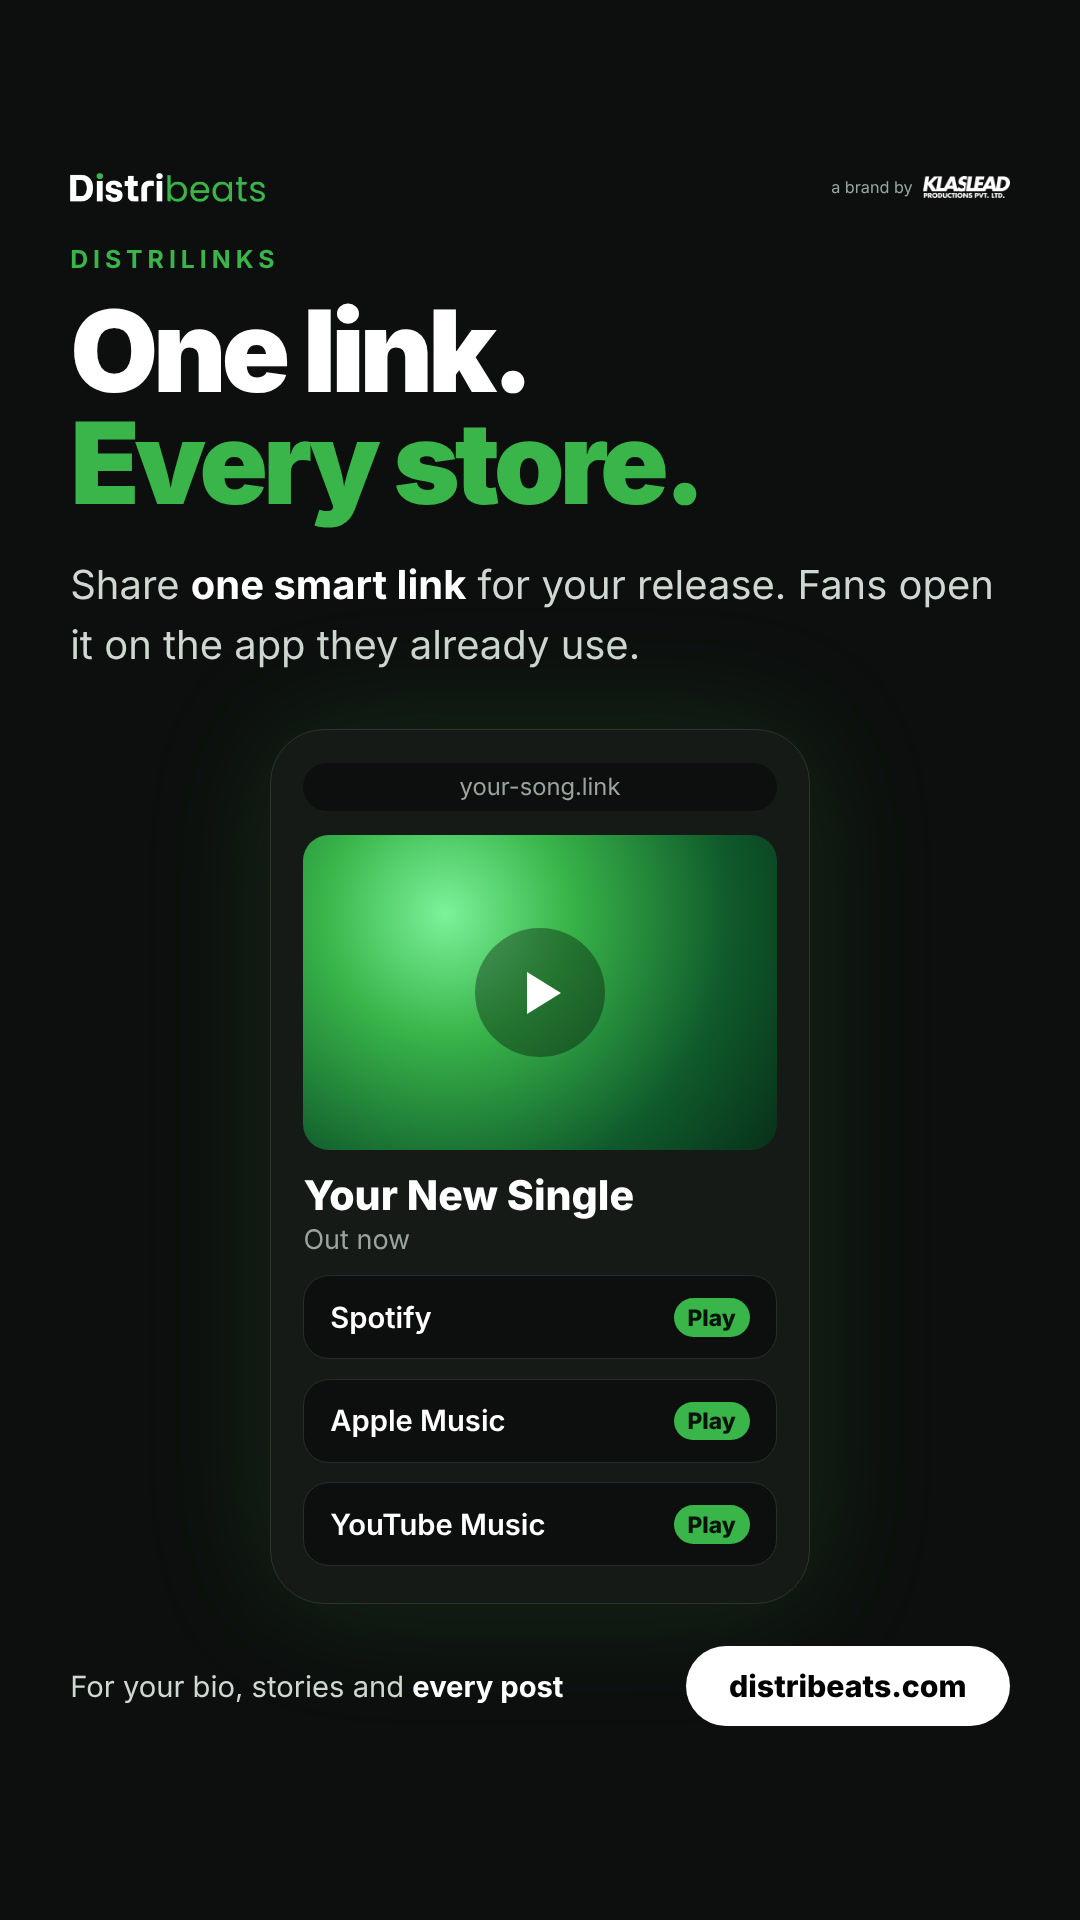 Distribeats
a brand by KLASLEAD
PRODUCTIONS PVT. LTD.
DISTRILINKS
One link.
Every store.
Share one smart link for your release. Fans open
it on the app they already use.
your-song.link
Your New Single
Out now
Spotify Play
Apple Music Play
YouTube Music Play
For your bio, stories and every post
distribeats.com